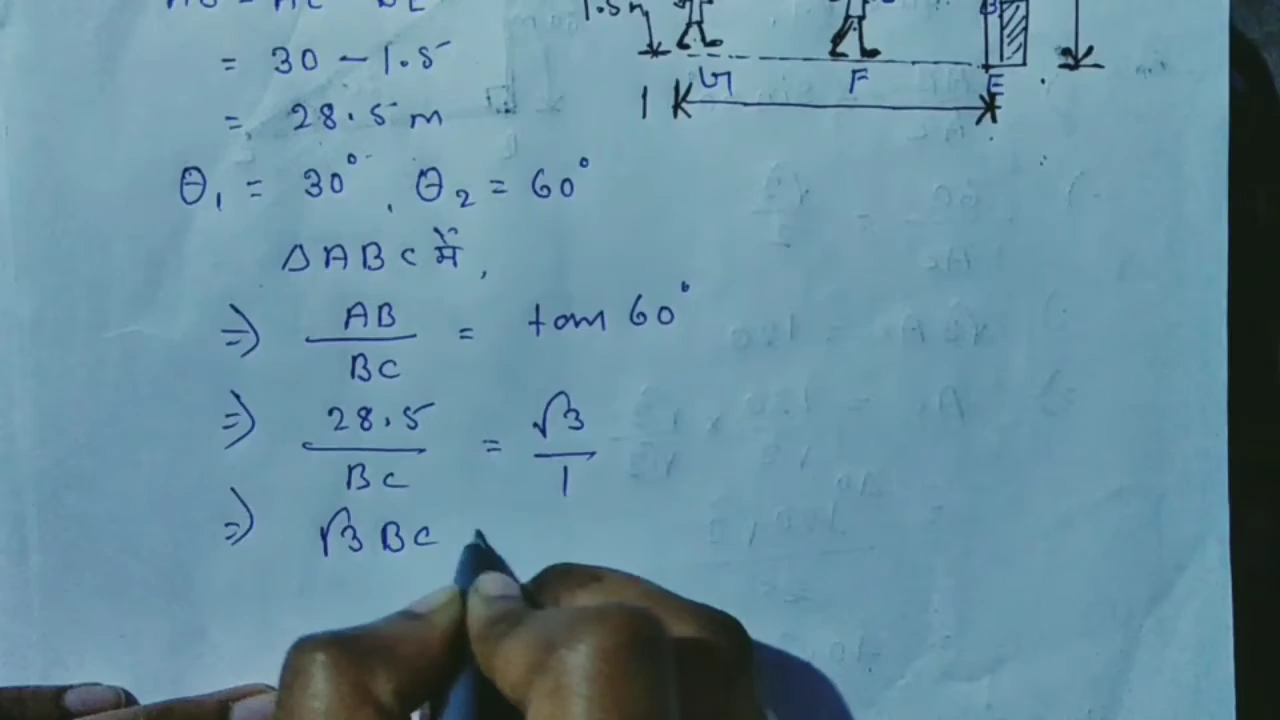 1.5m
G F E
= 30 - 1.5
= 28.5 m
θ₁ = 30°, θ₂ = 60°
Δ ABC में,
⇒ AB / BC = tan 60°
⇒ 28.5 / BC = √3 / 1
⇒ √3 BC